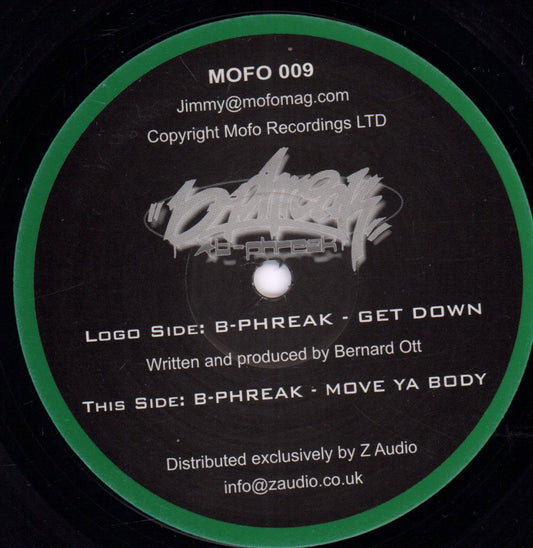 MOFO 009
Jimmy@mofomag.com
Copyright Mofo Recordings LTD
B-phreak
LOGO SIDE: B-PHREAK - GET DOWN
Written and produced by Bernard Ott
THIS SIDE: B-PHREAK - MOVE YA BODY
Distributed exclusively by Z Audio
info@zaudio.co.uk